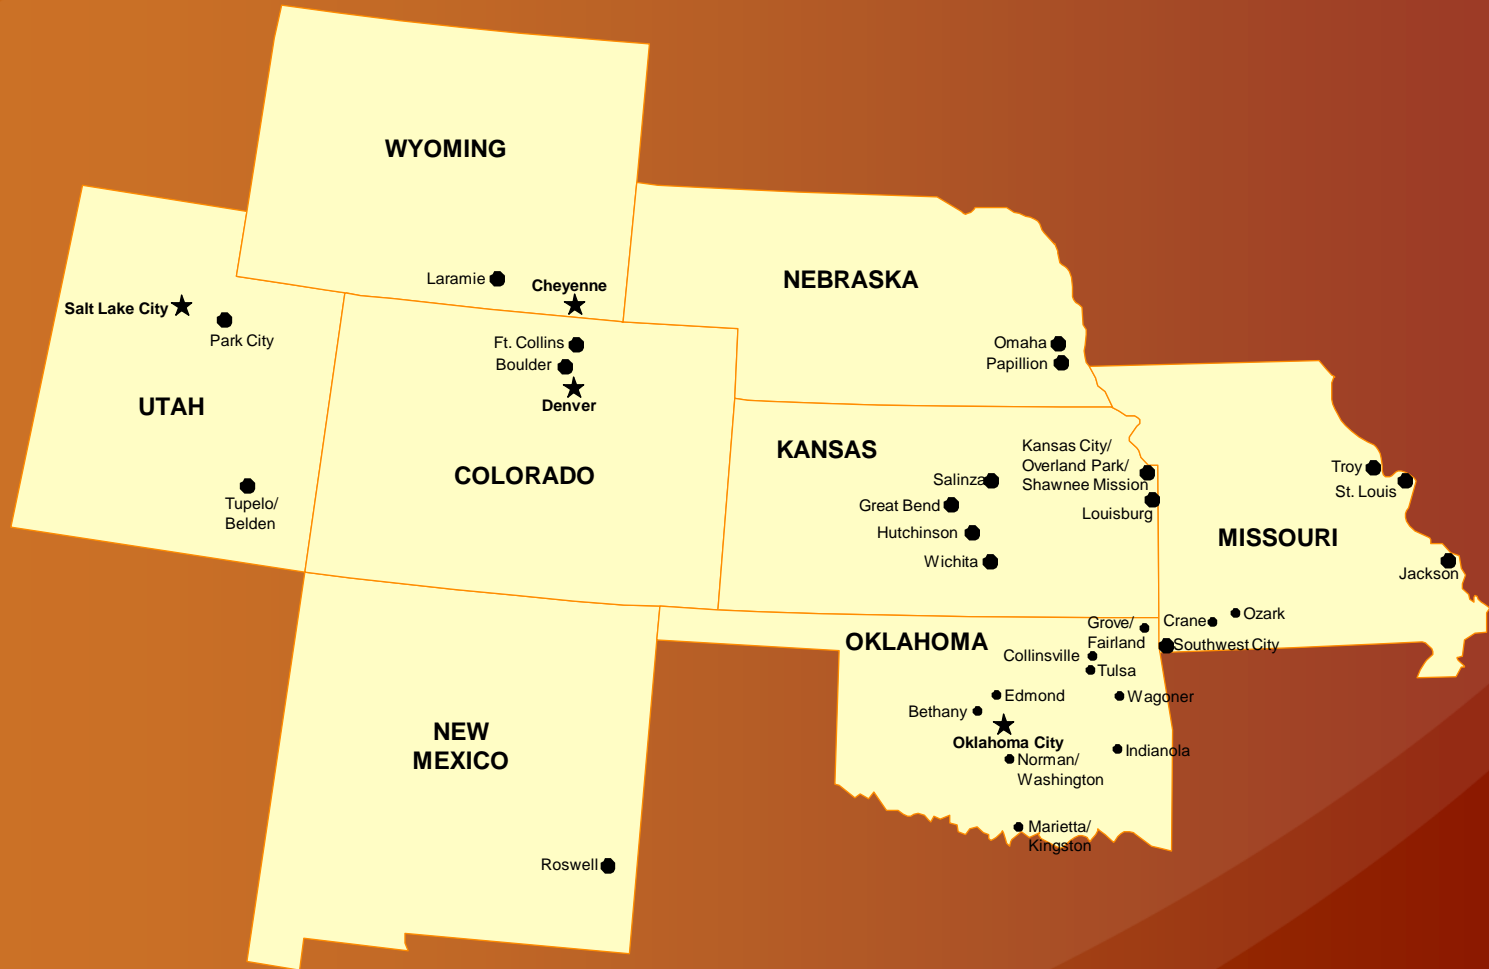 WYOMING
Laramie
Cheyenne
NEBRASKA
Omaha
Papillion
Salt Lake City
Park City
UTAH
Tupelo/
Belden
Ft. Collins
Boulder
Denver
COLORADO
KANSAS
Kansas City/
Overland Park/
Shawnee Mission
Salinza
Great Bend
Louisburg
Hutchinson
Wichita
Troy
St. Louis
MISSOURI
Jackson
Ozark
Crane
Southwest City
Grove/
Fairland
OKLAHOMA
Collinsville
Tulsa
Edmond
Wagoner
Bethany
Oklahoma City
Indianola
Norman/
Washington
Marietta/
Kingston
NEW
MEXICO
Roswell